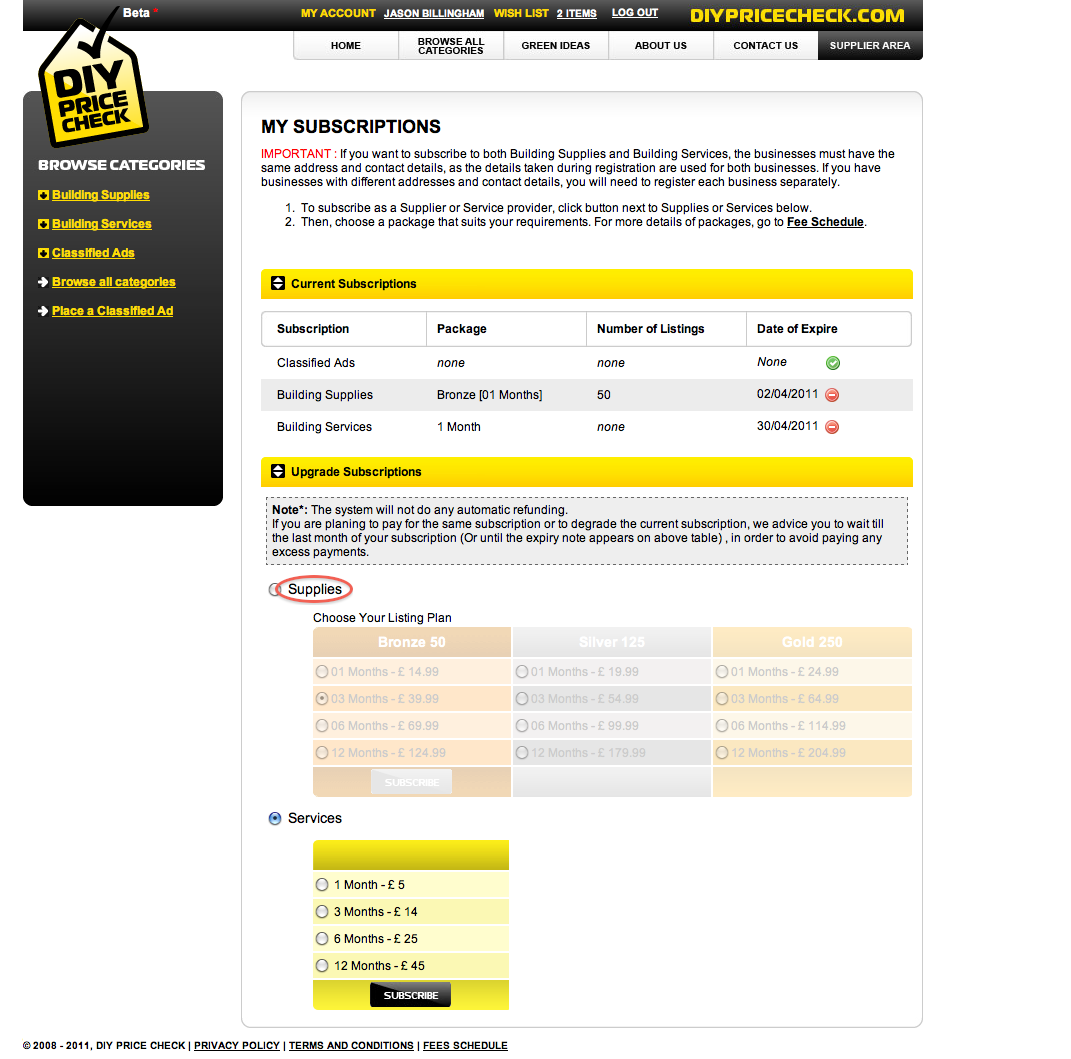 Beta *
MY ACCOUNT JASON BILLINGHAM WISH LIST 2 ITEMS LOG OUT DIYPRICECHECK.COM
HOME
BROWSE ALL
CATEGORIES
GREEN IDEAS
ABOUT US
CONTACT US
SUPPLIER AREA
DIY
PRICE
CHECK
BROWSE CATEGORIES
Building Supplies
Building Services
Classified Ads
Browse all categories
Place a Classified Ad
MY SUBSCRIPTIONS
IMPORTANT : If you want to subscribe to both Building Supplies and Building Services, the businesses must have the
same address and contact details, as the details taken during registration are used for both businesses. If you have
businesses with different addresses and contact details, you will need to register each business separately.
1. To subscribe as a Supplier or Service provider, click button next to Supplies or Services below.
2. Then, choose a package that suits your requirements. For more details of packages, go to Fee Schedule.
Current Subscriptions
Subscription Package Number of Listings Date of Expire
Classified Ads none none None
Building Supplies Bronze [01 Months] 50 02/04/2011
Building Services 1 Month none 30/04/2011
Upgrade Subscriptions
Note*: The system will not do any automatic refunding.
If you are planing to pay for the same subscription or to degrade the current subscription, we advice you to wait till
the last month of your subscription (Or until the expiry note appears on above table) , in order to avoid paying any
excess payments.
Supplies
Choose Your Listing Plan
Bronze 50 Silver 125 Gold 250
01 Months - £ 14.99 01 Months - £ 19.99 01 Months - £ 24.99
03 Months - £ 39.99 03 Months - £ 54.99 03 Months - £ 64.99
06 Months - £ 69.99 06 Months - £ 99.99 06 Months - £ 114.99
12 Months - £ 124.99 12 Months - £ 179.99 12 Months - £ 204.99
SUBSCRIBE
Services
1 Month - £ 5
3 Months - £ 14
6 Months - £ 25
12 Months - £ 45
SUBSCRIBE
© 2008 - 2011, DIY PRICE CHECK | PRIVACY POLICY | TERMS AND CONDITIONS | FEES SCHEDULE